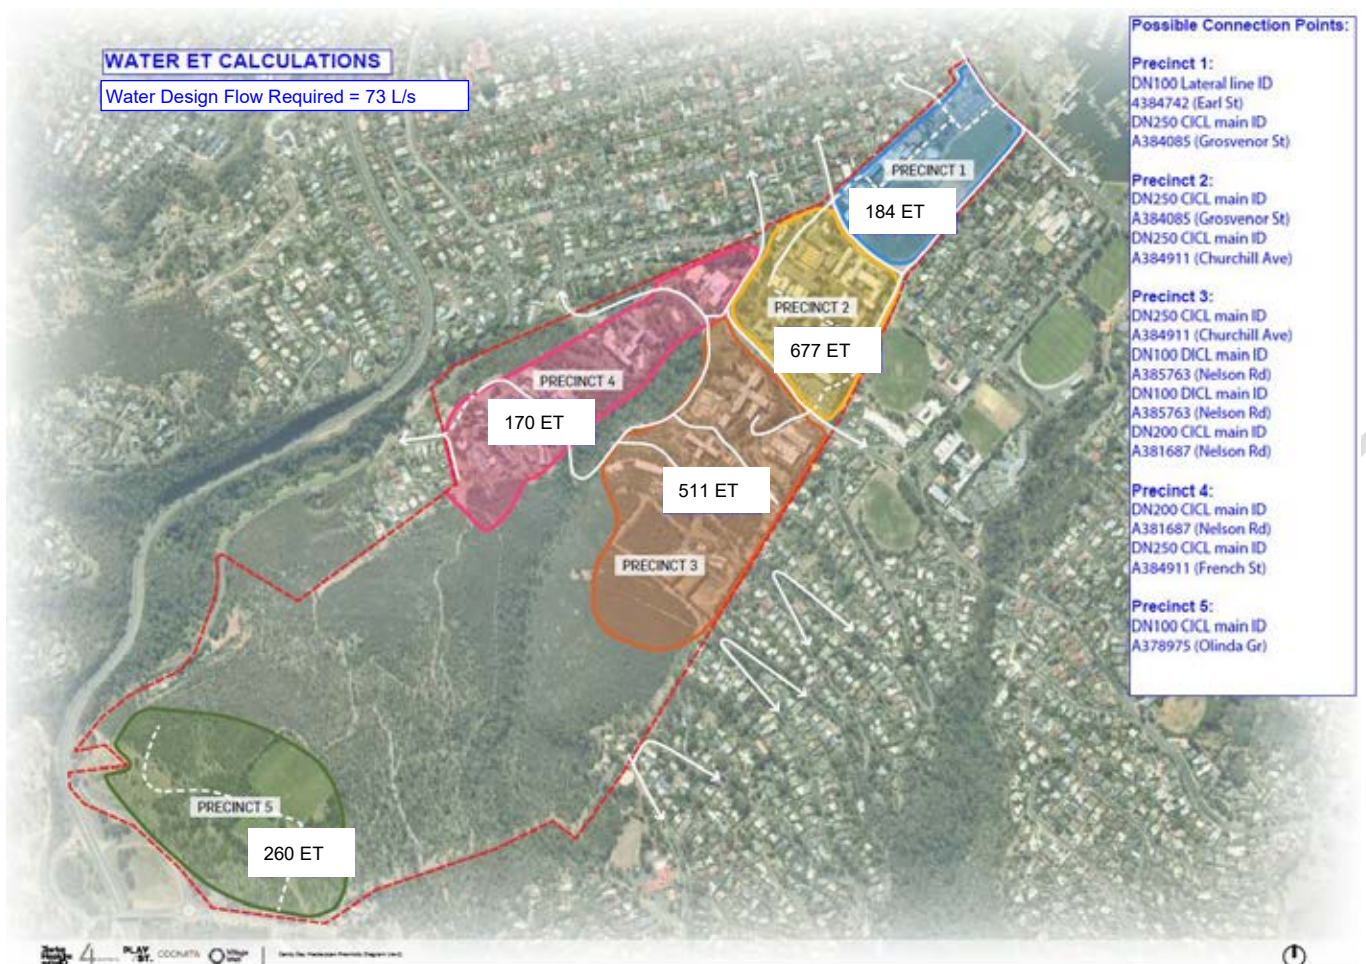 WATER ET CALCULATIONS
Water Design Flow Required = 73 L/s
Possible Connection Points:
Precinct 1:
DN100 Lateral line ID
4384742 (Earl St)
DN250 CICL main ID
A384085 (Grosvenor St)
Precinct 2:
DN250 CICL main ID
A384085 (Grosvenor St)
DN250 CICL main ID
A384911 (Churchill Ave)
Precinct 3:
DN250 CICL main ID
A384911 (Churchill Ave)
DN100 DICL main ID
A385763 (Nelson Rd)
DN100 DICL main ID
A385763 (Nelson Rd)
DN200 CICL main ID
A381687 (Nelson Rd)
Precinct 4:
DN200 CICL main ID
A381687 (Nelson Rd)
DN250 CICL main ID
A384911 (French St)
Precinct 5:
DN100 CICL main ID
A378975 (Olinda Gr)
PRECINCT 1
184 ET
PRECINCT 2
677 ET
PRECINCT 4
170 ET
511 ET
PRECINCT 3
PRECINCT 5
260 ET
4
PLAY
ST.